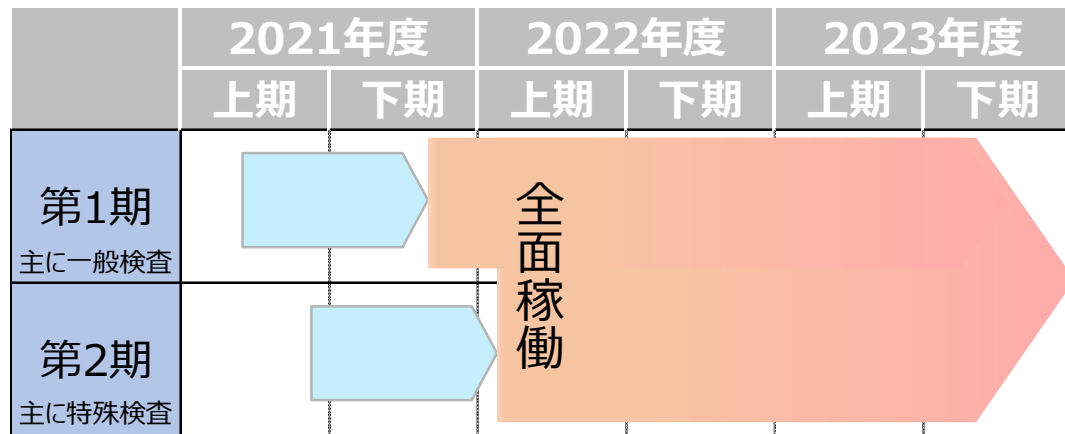 2021年度 2022年度 2023年度
上期 下期 上期 下期 上期 下期
第1期
主に一般検査
全面稼働
第2期
主に特殊検査